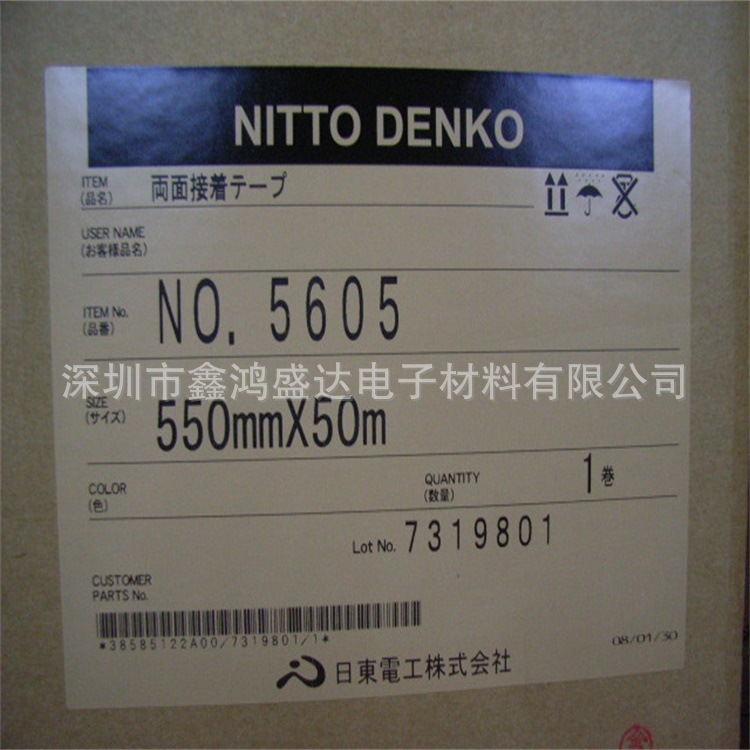 NITTO DENKO
ITEM 両面接着テープ
(品名)
USER NAME
(お客様品名)
ITEM No. NO. 5605
(品番)
深圳市鑫鸿盛达电子材料有限公司
SIZE 550mmX50m
(サイズ)
COLOR QUANTITY 1巻
(色) (数量)
Lot No. 7319801
CUSTOMER
PARTS No.
*38585122A00/7319801/1*
08/01/30
日東電工株式会社